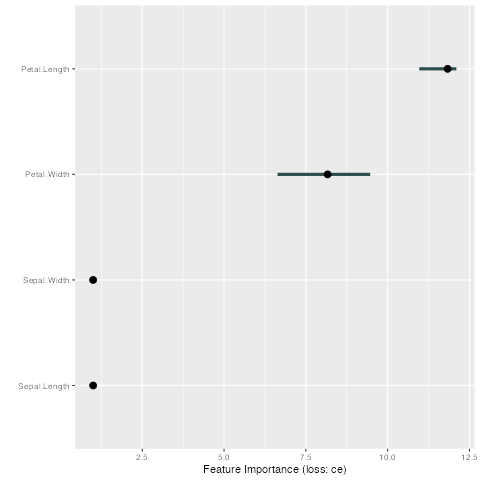 Petal.Length
Petal.Width
Sepal.Width
Sepal.Length
2.5 5.0 7.5 10.0 12.5
Feature Importance (loss: ce)